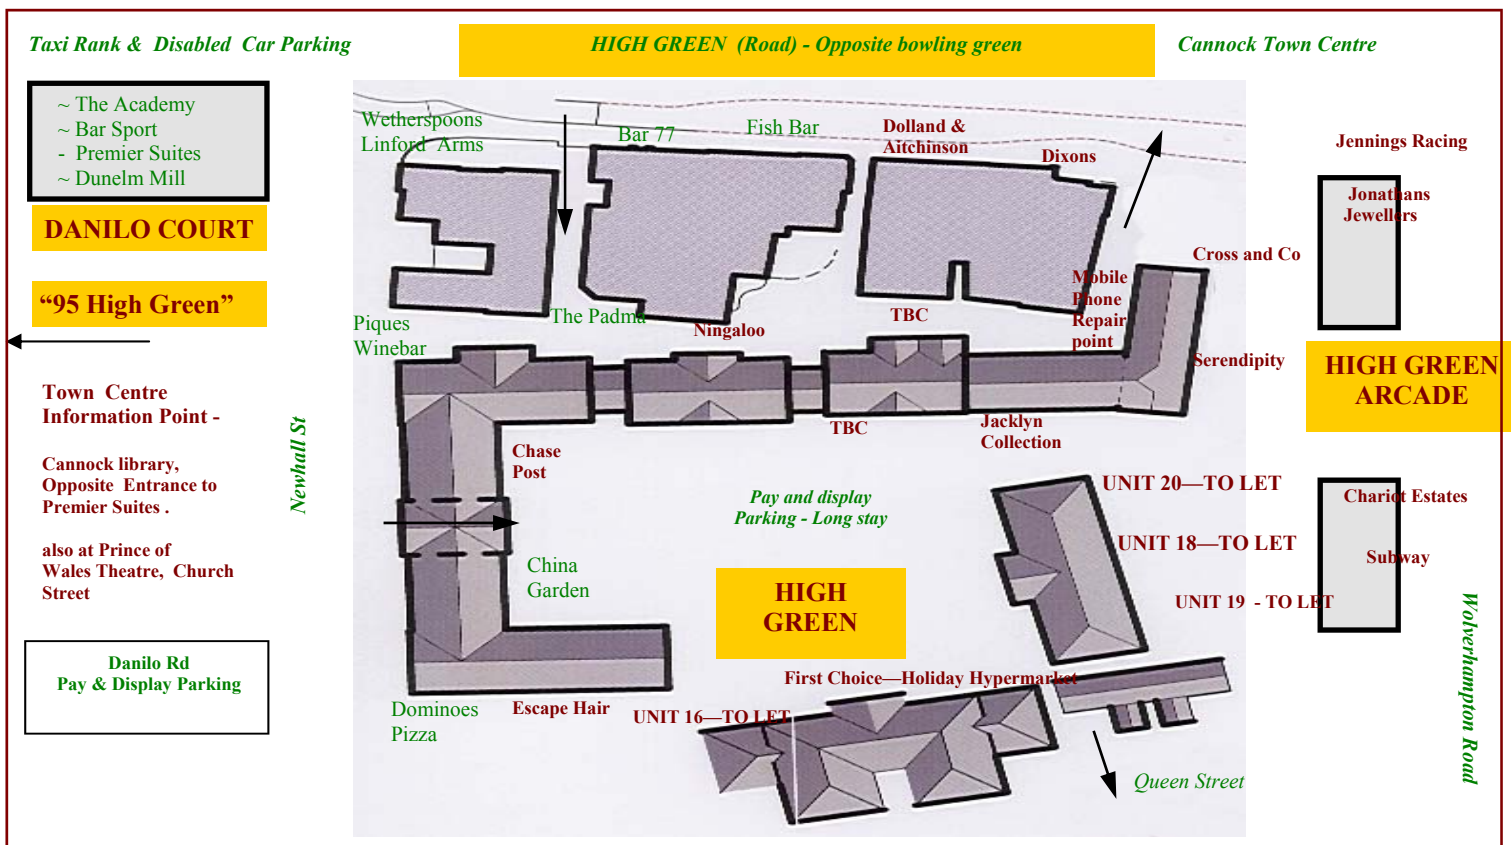 Taxi Rank & Disabled Car Parking
HIGH GREEN (Road) - Opposite bowling green
Cannock Town Centre
~ The Academy
~ Bar Sport
- Premier Suites
~ Dunelm Mill
DANILO COURT
“95 High Green”
Town Centre
Information Point -
Cannock library,
Opposite Entrance to
Premier Suites .
also at Prince of
Wales Theatre, Church
Street
Danilo Rd
Pay & Display Parking
Newhall St
Wetherspoons
Linford Arms
Bar 77
Fish Bar
Dolland &
Aitchinson
Dixons
Piques
Winebar
The Padma
Ningaloo
TBC
Mobile
Phone
Repair
point
Cross and Co
Serendipity
Chase
Post
TBC
Jacklyn
Collection
Pay and display
Parking - Long stay
China
Garden
HIGH
GREEN
UNIT 20—TO LET
UNIT 18—TO LET
UNIT 19 - TO LET
First Choice—Holiday Hypermarket
Dominoes
Pizza
Escape Hair
UNIT 16—TO LET
Queen Street
Jennings Racing
Jonathans
Jewellers
HIGH GREEN
ARCADE
Chariot Estates
Subway
Wolverhampton Road